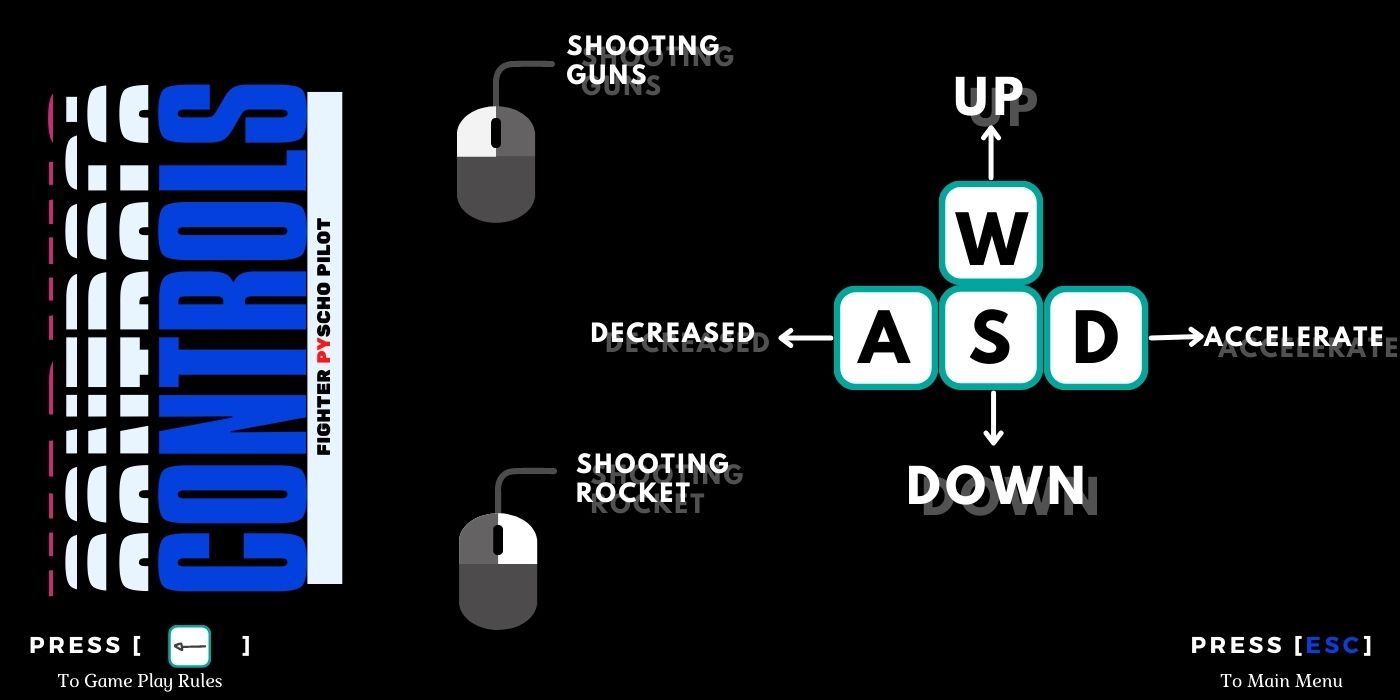 CONTROLS
FIGHTER PYSCHO PILOT
SHOOTING
GUNS
SHOOTING
ROCKET
UP
W
A S D
DECREASED
ACCELERATE
DOWN
PRESS [ ]
To Game Play Rules
PRESS [ESC]
To Main Menu